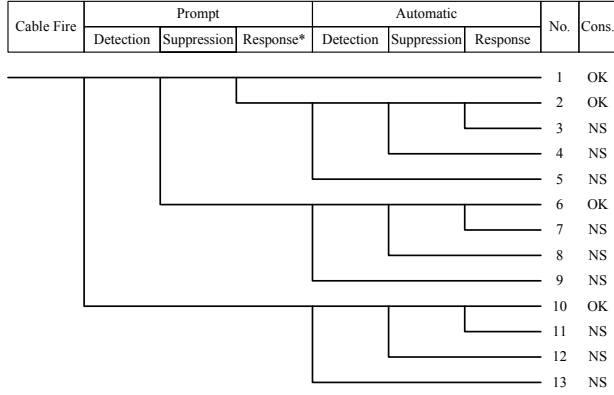 Cable Fire Prompt Automatic No. Cons.
Detection Suppression Response* Detection Suppression Response
1 OK
2 OK
3 NS
4 NS
5 NS
6 OK
7 NS
8 NS
9 NS
10 OK
11 NS
12 NS
13 NS